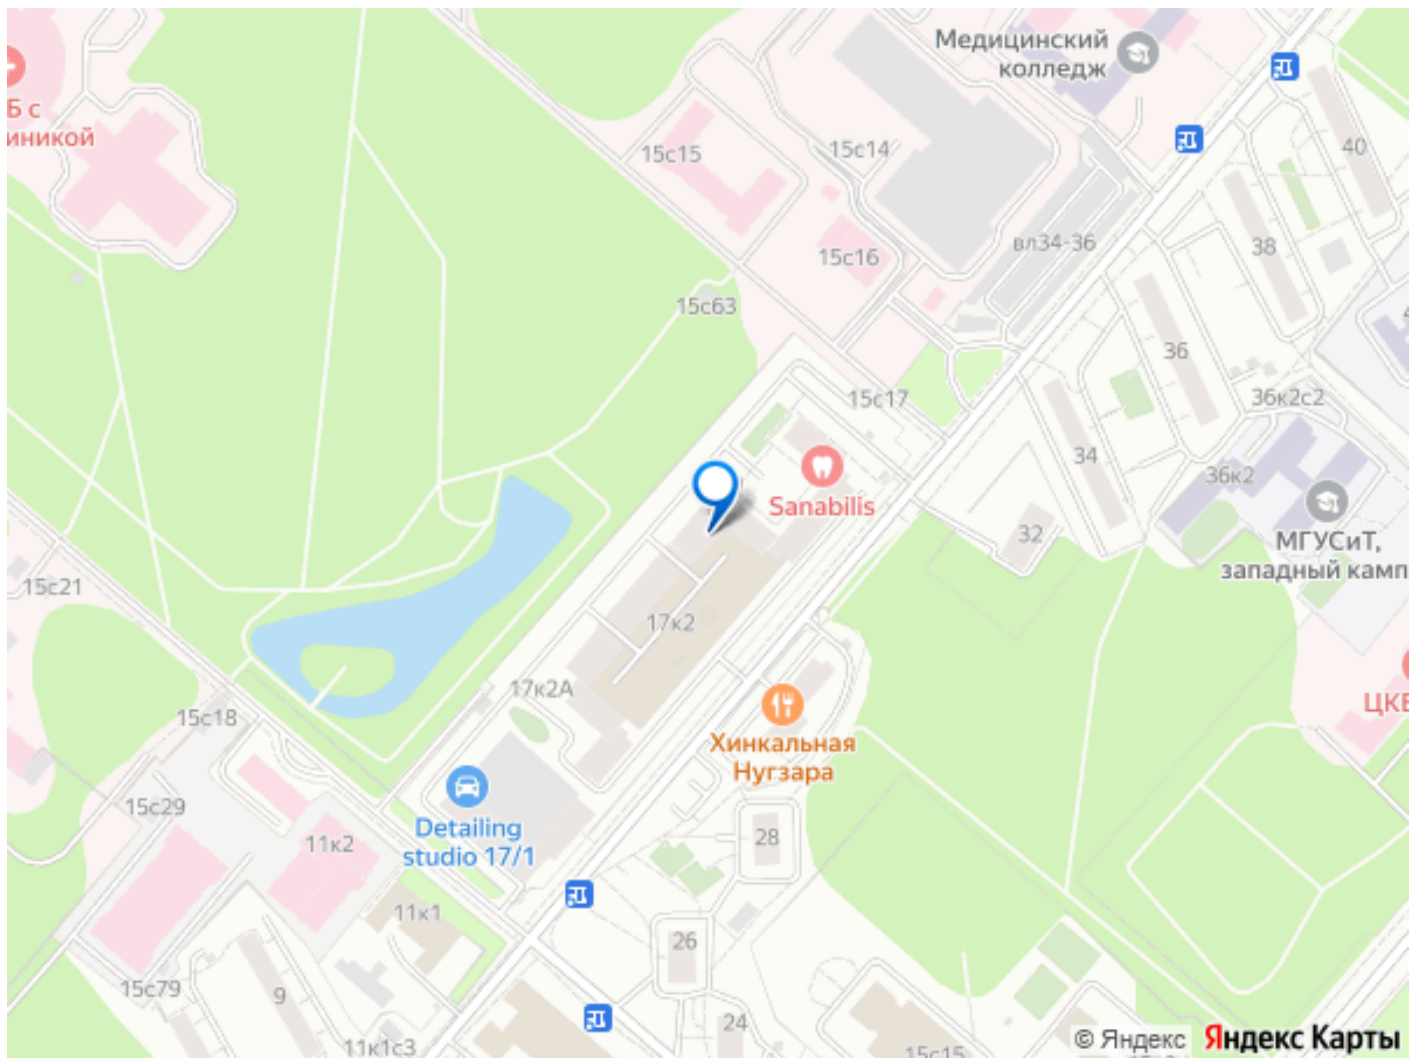 Медицинский
колледж
Б с
иникой
15с15
15с14
40
вл34-36
38
15с16
15с63
36
15с17
36к2с2
34
36к2
Sanabilis
32
МГУСиТ,
западный камп
15с21
17к2
17к2А
15с18
ЦКБ
Хинкальная
Нугзара
15с29
Detailing
studio 17/1
11к2
28
11к1
26
15с79
9
24
11к1с3
15с15
© Яндекс
Яндекс Карты